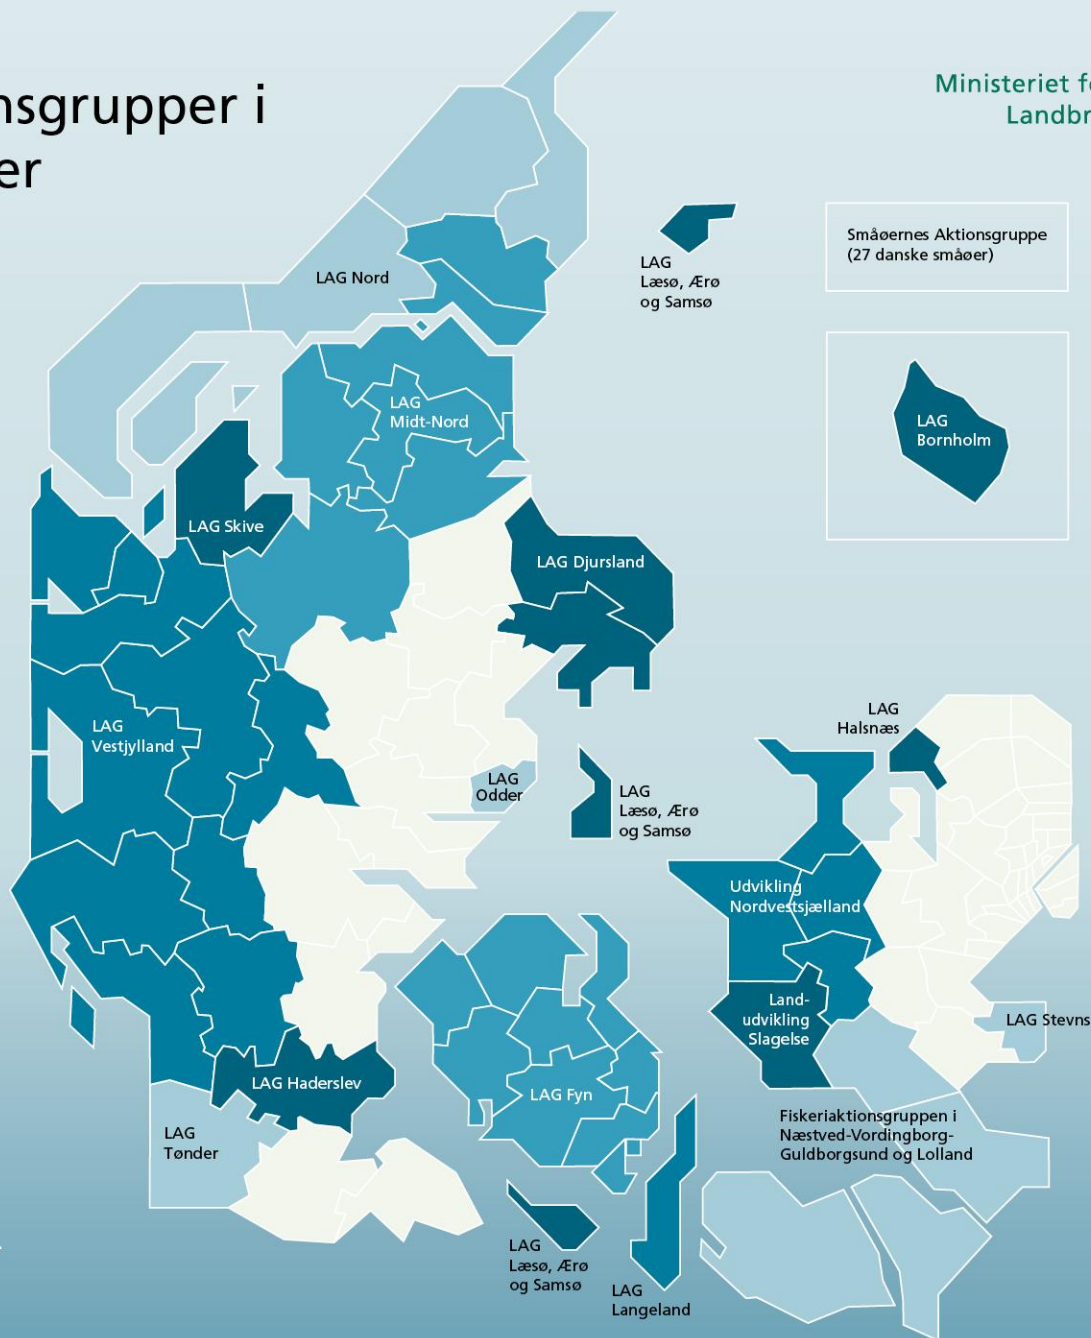 nsgrupper i
er
Ministeriet fo
Landbr
Småøernes Aktionsgruppe
(27 danske småøer)
LAG
Læsø, Ærø
og Samsø
LAG Nord
LAG
Midt-Nord
LAG
Bornholm
LAG Skive
LAG Djursland
LAG
Vestjylland
LAG
Halsnæs
LAG
Odder
LAG
Læsø, Ærø
og Samsø
Udvikling
Nordvestsjælland
Land-
udvikling
Slagelse
LAG Stevns
LAG Haderslev
LAG Fyn
LAG
Tønder
Fiskeriaktionsgruppen i
Næstved-Vordingborg-
Guldborgsund og Lolland
LAG
Læsø, Ærø
og Samsø
LAG
Langeland